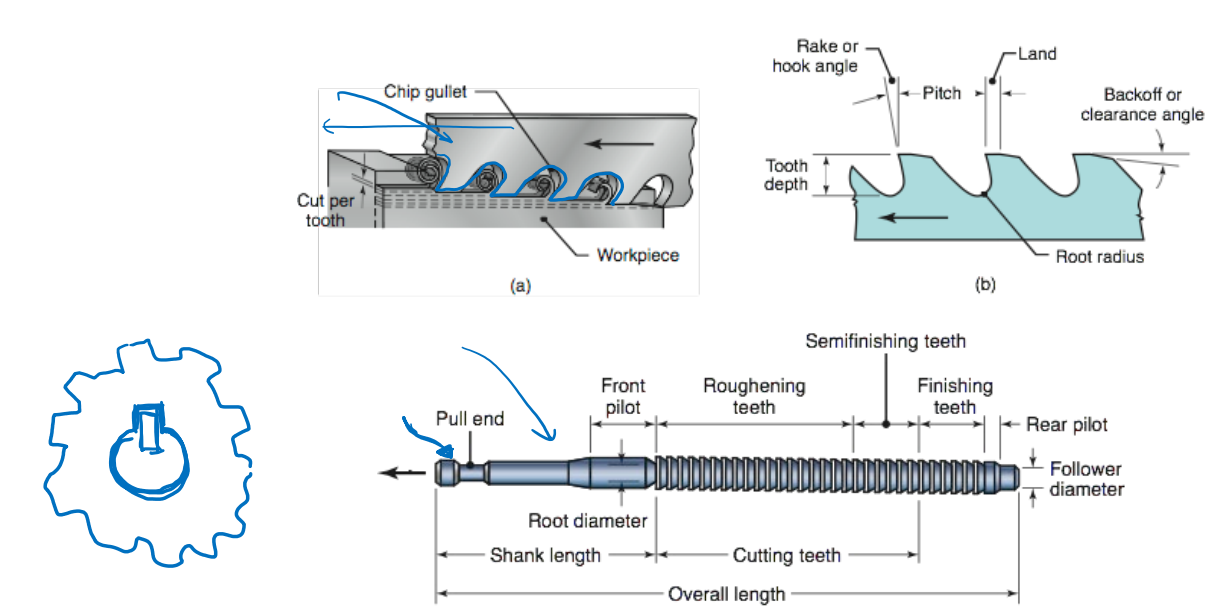 Chip gullet
Cut per
tooth
Workpiece
(a)
Rake or
hook angle
Pitch
Land
Backoff or
clearance angle
Tooth
depth
Root radius
(b)
Semifinishing teeth
Front
pilot
Roughening
teeth
Finishing
teeth
Pull end
Rear pilot
Follower
diameter
Root diameter
Shank length
Cutting teeth
Overall length